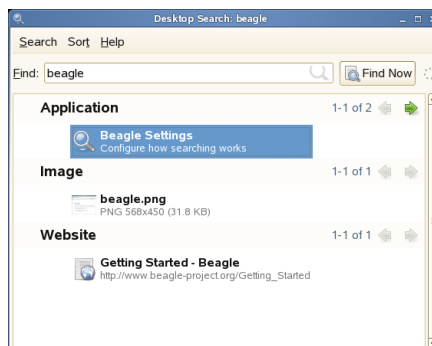 Desktop Search: beagle
Search Sort Help
Find: beagle Find Now
Application 1-1 of 2
Beagle Settings
Configure how searching works
Image 1-1 of 1
beagle.png
PNG 568x450 (31.8 KB)
Website 1-1 of 1
Getting Started - Beagle
http://www.beagle-project.org/Getting_Started